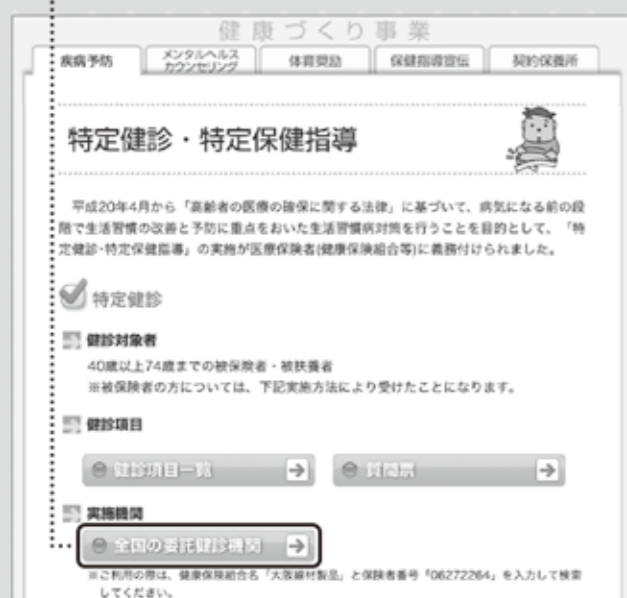 健康づくり事業
疾病予防
メンタルヘルス
カウンセリング
体育奨励
保健指導宣伝
契約保養所
特定健診・特定保健指導
平成20年4月から「高齢者の医療の確保に関する法律」に基づいて、病気になる前の段
階で生活習慣の改善と予防に重点をおいた生活習慣病対策を行うことを目的として、「特
定健診・特定保健指導」の実施が医療保険者(健康保険組合等)に義務付けられました。
特定健診
健診対象者
40歳以上74歳までの被保険者・被扶養者
※被保険者の方については、下記実施方法により受けたことになります。
健診項目
健診項目一覧
質問票
実施機関
全国の委託健診機関
※ご利用の際は、健康保険組合名「大阪線材製品」と保険者番号「06272264」を入力して検索
してください。